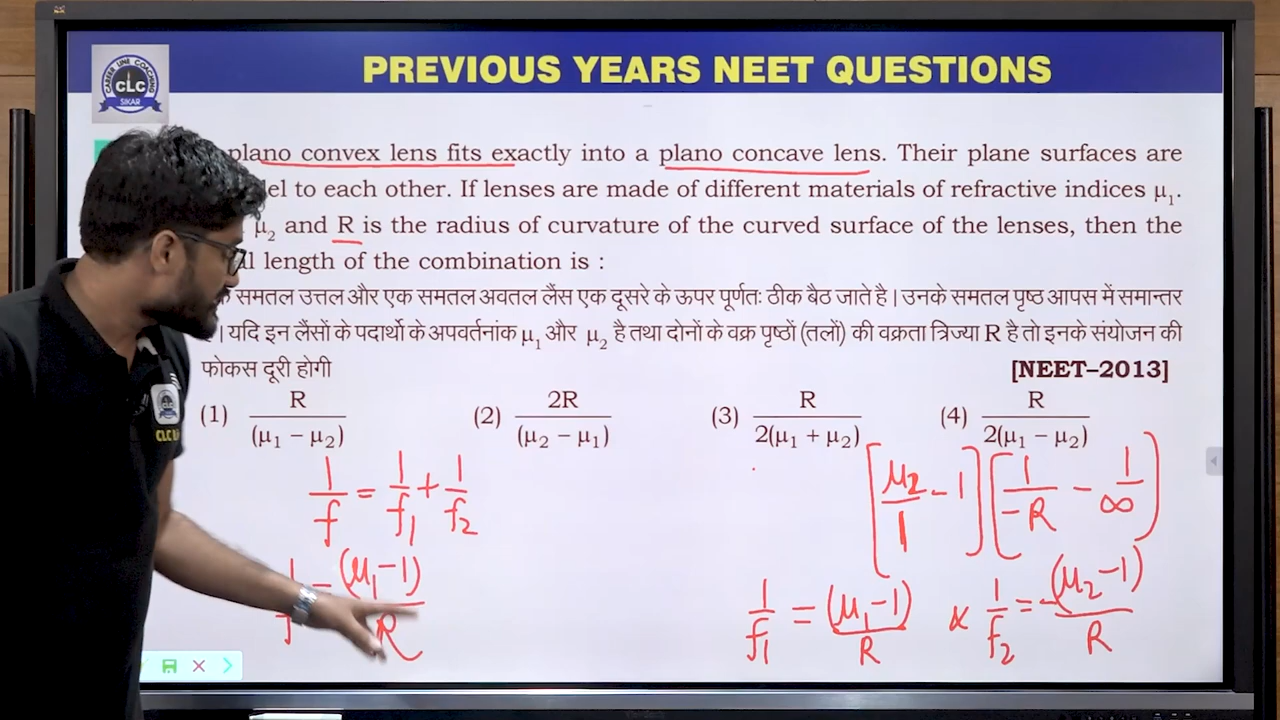 PREVIOUS YEARS NEET QUESTIONS
CAREER LINE COACHING
CLC
SIKAR
plano convex lens fits exactly into a plano concave lens. Their plane surfaces are
to each other. If lenses are made of different materials of refractive indices μ₁.
μ₂ and R is the radius of curvature of the curved surface of the lenses, then the
length of the combination is :
समतल उत्तल और एक समतल अवतल लैंस एक दूसरे के ऊपर पूर्णतः ठीक बैठ जाते है। उनके समतल पृष्ठ आपस में समान्तर
। यदि इन लैंसों के पदार्थो के अपवर्तनांक μ₁ और μ₂ है तथा दोनों के वक्र पृष्ठों (तलों) की वक्रता त्रिज्या R है तो इनके संयोजन की
फोकस दूरी होगी
[NEET–2013]
(1) R/(μ₁ – μ₂) (2) 2R/(μ₂ – μ₁) (3) R/2(μ₁ + μ₂) (4) R/2(μ₁ – μ₂)
1/f = 1/f₁ + 1/f₂
[μ₂/1 - 1] [1/-R - 1/∞]
1/f = (μ₁-1)/R
1/f₁ = (μ₁-1)/R & 1/f₂ = -(μ₂-1)/R
CLC